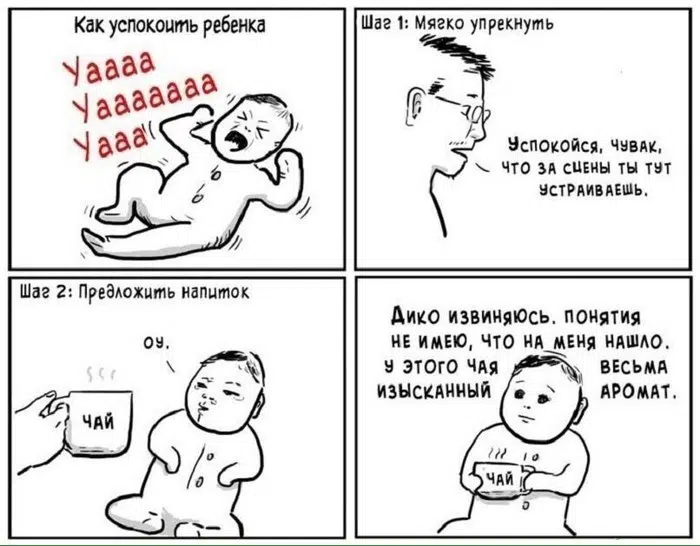 Как успокоить ребенка
Уаааа
Уааааааа
Уааа
Шаг 1: Мягко упрекнуть
Успокойся, чувак,
что за сцены ты тут
устраиваешь.
Шаг 2: Предложить напиток
оу.
ЧАЙ
Дико извиняюсь. понятия
не имею, что на меня нашло.
у этого чая весьма
изысканный аромат.
ЧАЙ